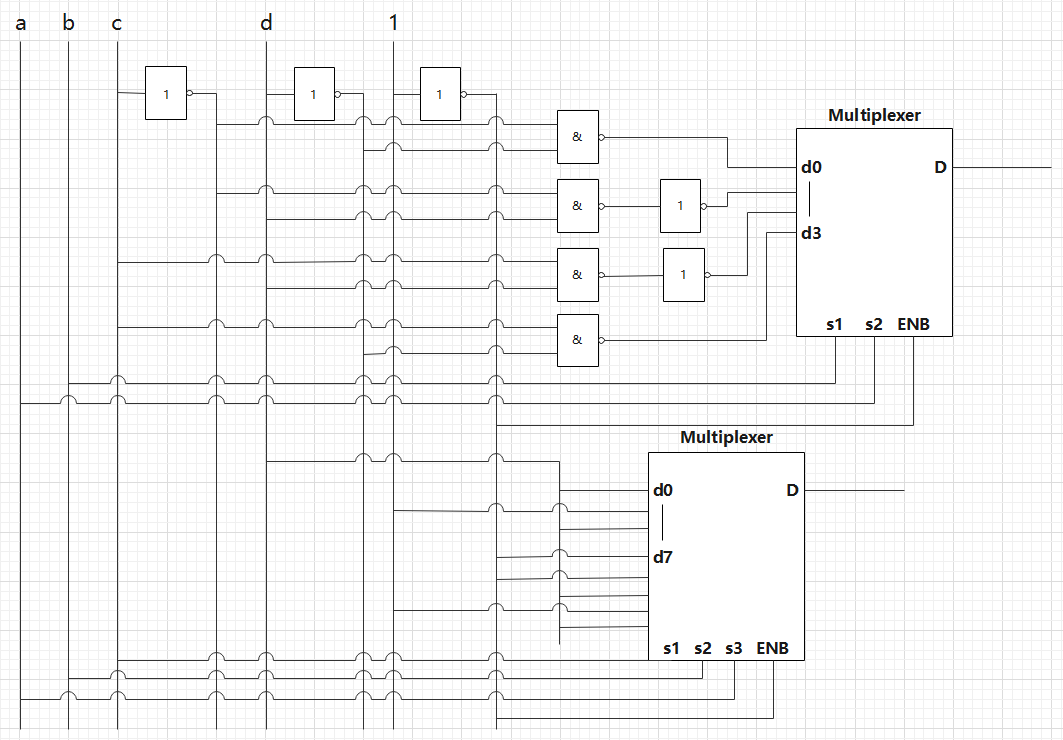 a b c d 1
1 1 1
&
& 1
& 1
&
Multiplexer
d0 D
d3
s1 s2 ENB
Multiplexer
d0 D
d7
s1 s2 s3 ENB